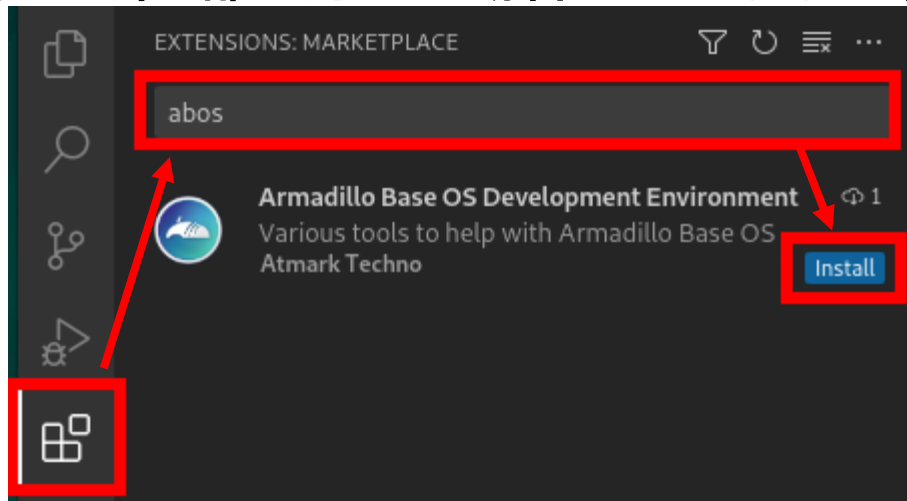 EXTENSIONS: MARKETPLACE
abos
Armadillo Base OS Development Environment 1
Various tools to help with Armadillo Base OS
Atmark Techno
Install